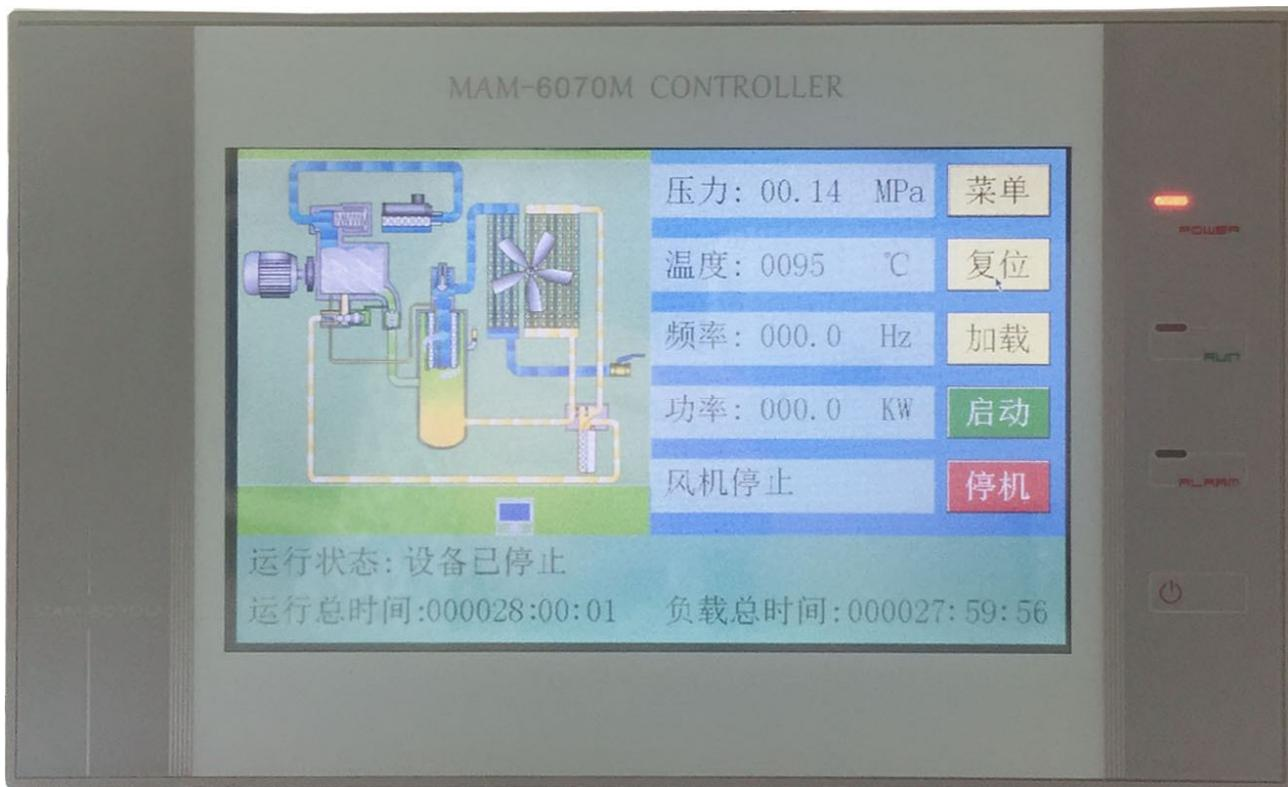 MAM-6070M CONTROLLER
压力: 00.14 MPa 菜单
温度: 0095 ℃ 复位
频率: 000.0 Hz 加载
功率: 000.0 KW 启动
风机停止 停机
运行状态: 设备已停止
运行总时间:000028:00:01 负载总时间:000027:59:56
POWER
RUN
ALARM